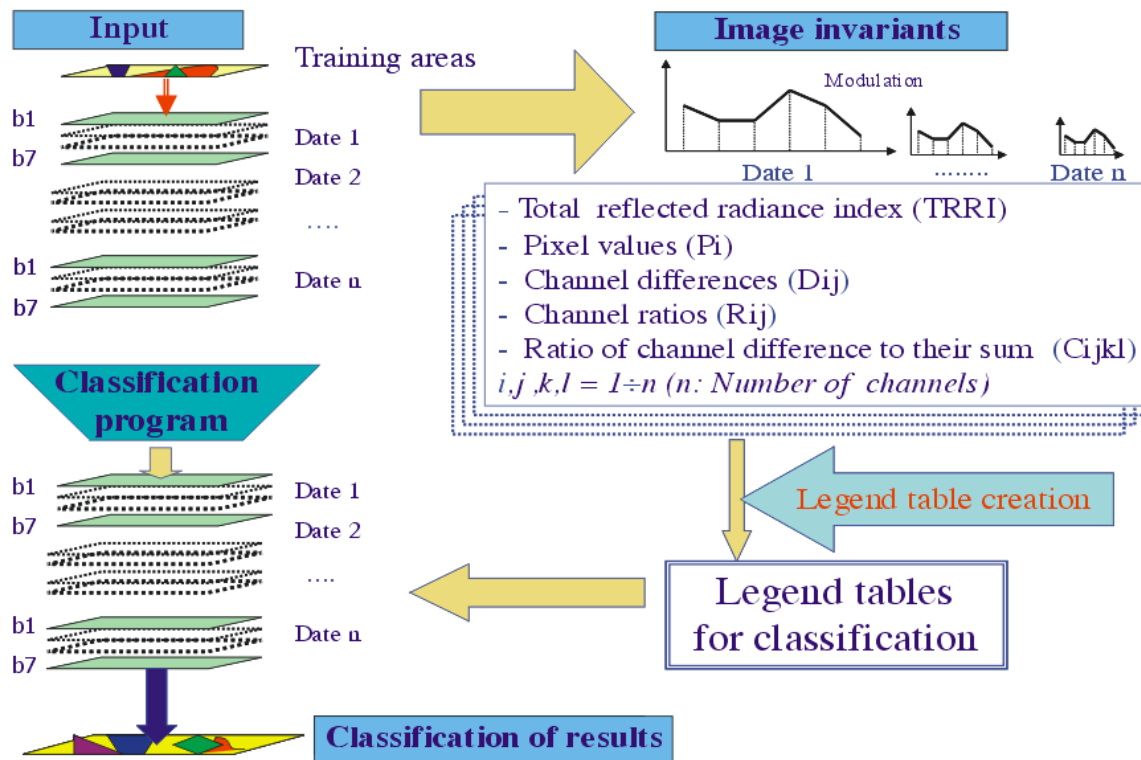 Input
Training areas
b1
b7
Date 1
Date 2
....
b1
b7
Date n
Image invariants
Modulation
Date 1
........
Date n
- Total reflected radiance index (TRRI)
- Pixel values (Pi)
- Channel differences (Dij)
- Channel ratios (Rij)
- Ratio of channel difference to their sum (Cijkl)
i,j ,k,l = 1÷n (n: Number of channels)
Legend table creation
Legend tables
for classification
Classification
program
b1
b7
Date 1
Date 2
....
b1
b7
Date n
Classification of results